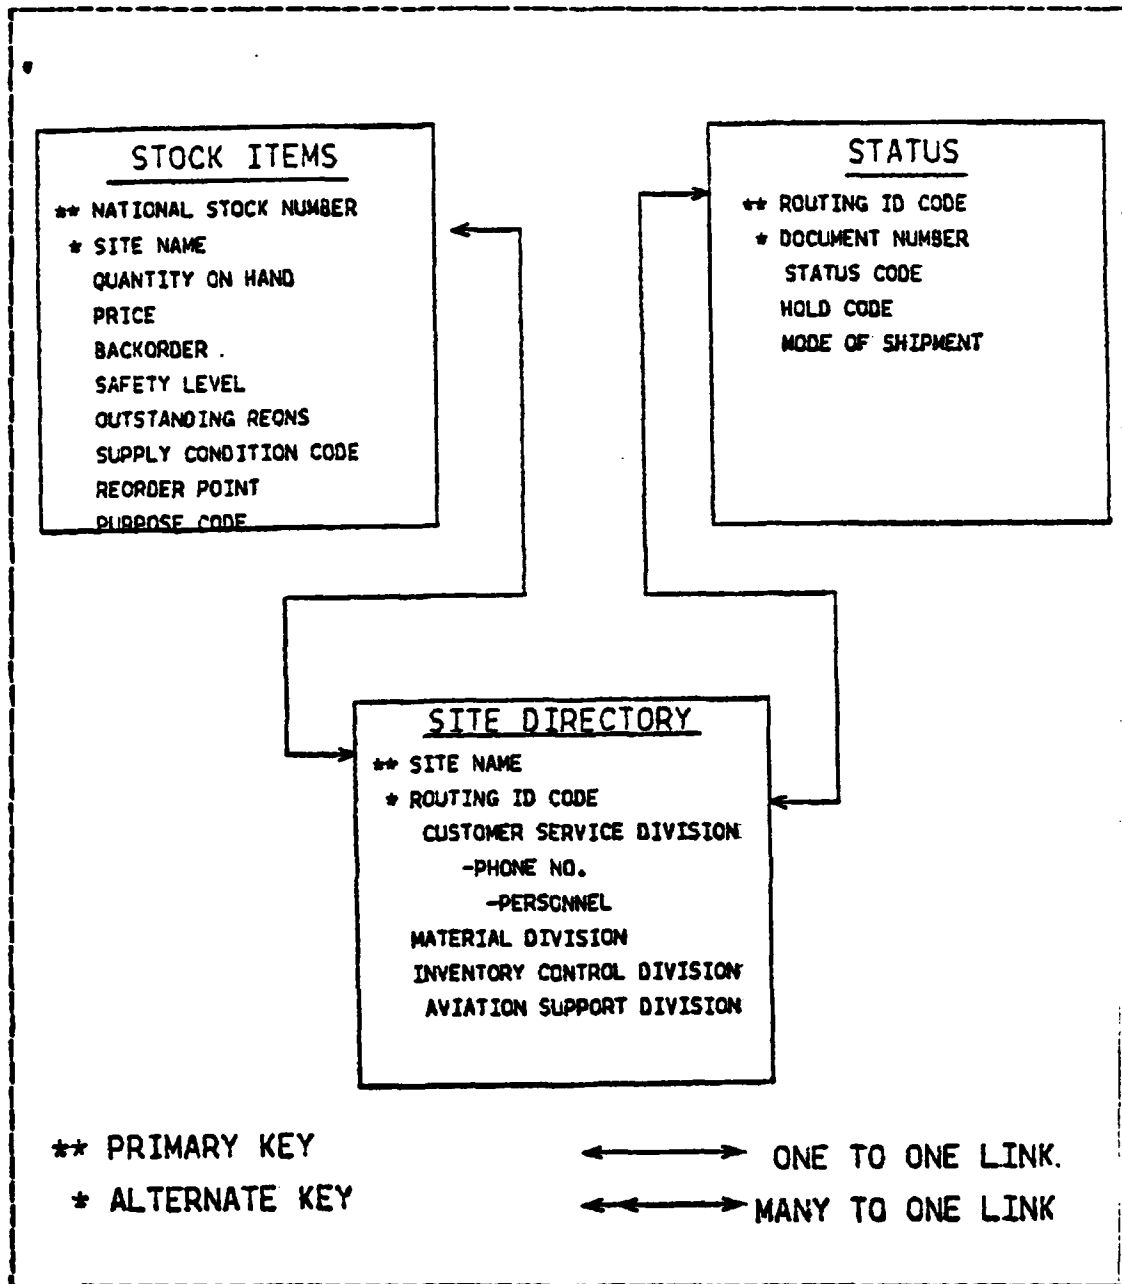 STOCK ITEMS
** NATIONAL STOCK NUMBER
* SITE NAME
QUANTITY ON HAND
PRICE
BACKORDER .
SAFETY LEVEL
OUTSTANDING REQNS
SUPPLY CONDITION CODE
REORDER POINT
PURPOSE CODE
STATUS
** ROUTING ID CODE
* DOCUMENT NUMBER
STATUS CODE
HOLD CODE
MODE OF SHIPMENT
SITE DIRECTORY
** SITE NAME
* ROUTING ID CODE
CUSTOMER SERVICE DIVISION
-PHONE NO.
-PERSONNEL
MATERIAL DIVISION
INVENTORY CONTROL DIVISION
AVIATION SUPPORT DIVISION
** PRIMARY KEY
* ALTERNATE KEY
ONE TO ONE LINK.
MANY TO ONE LINK